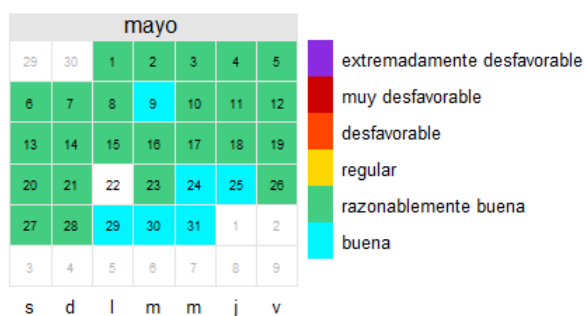 mayo
29 30 1 2 3 4 5
6 7 8 9 10 11 12
13 14 15 16 17 18 19
20 21 22 23 24 25 26
27 28 29 30 31 1 2
3 4 5 6 7 8 9
s d l m m j v
extremadamente desfavorable
muy desfavorable
desfavorable
regular
razonablemente buena
buena